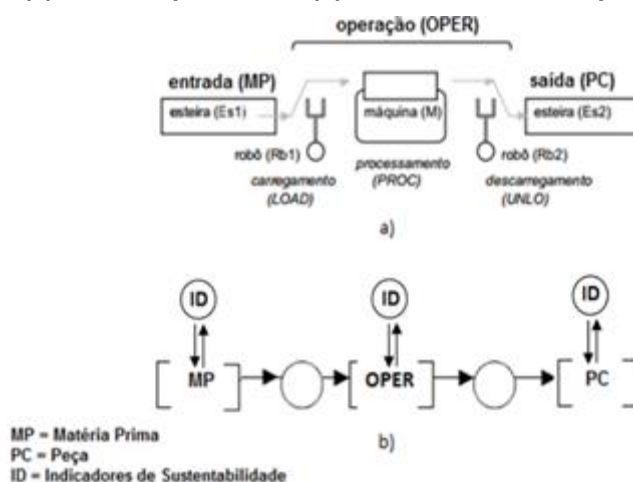 operação (OPER)
entrada (MP)
saída (PC)
esteira (Es1)
máquina (M)
esteira (Es2)
robô (Rb1)
robô (Rb2)
carregamento
(LOAD)
processamento
(PROC)
descarregamento
(UNLO)
a)
ID
ID
ID
MP
OPER
PC
MP = Matéria Prima
PC = Peça
ID = Indicadores de Sustentabilidade
b)